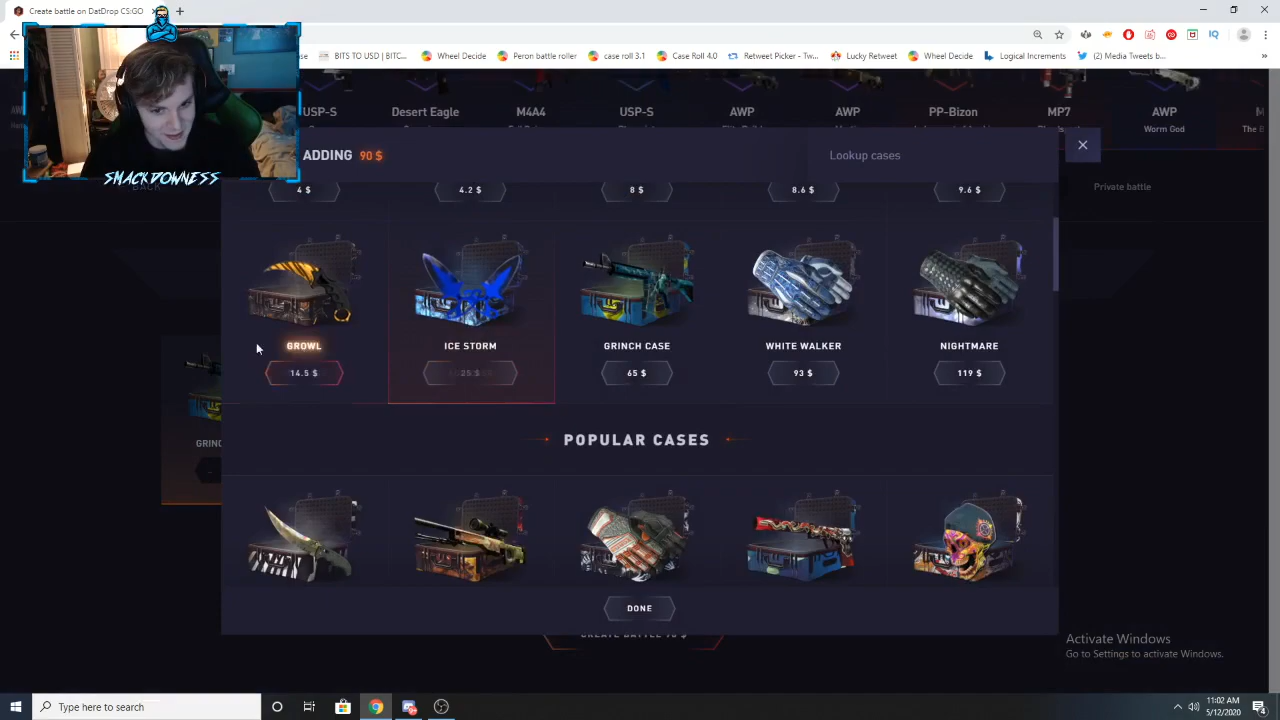 Create battle on DatDrop CS:GO
BITS TO USD | BITC...
Wheel Decide
Peron battle roller
case roll 3.1
Case Roll 4.0
Retweet Picker - Tw...
Lucky Retweet
Wheel Decide
Logical Increments
(2) Media Tweets b...
»
USP-S
Desert Eagle
M4A4
USP-S
AWP
AWP
PP-Bizon
MP7
AWP
Worm God
The B
SMACKDOWNESS
BACK
ADDING 90 $
Lookup cases
Private battle
4 $
4.2 $
8 $
8.6 $
9.6 $
GROWL
ICE STORM
GRINCH CASE
WHITE WALKER
NIGHTMARE
14.5 $
25 $
65 $
93 $
119 $
GRINC
POPULAR CASES
DONE
Activate Windows
Go to Settings to activate Windows.
Type here to search
11:02 AM
5/12/2020